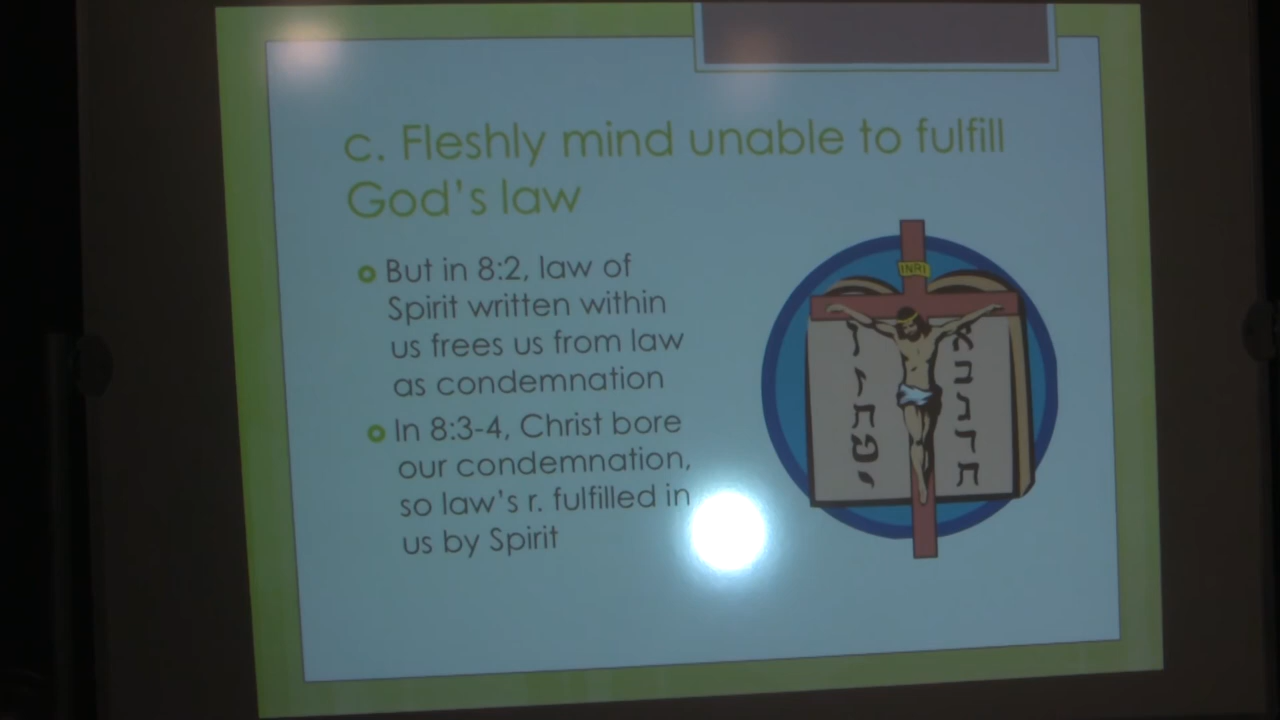 c. Fleshly mind unable to fulfill
God's law
But in 8:2, law of
Spirit written within
us frees us from law
as condemnation
In 8:3-4, Christ bore
our condemnation,
so law's r. fulfilled in
us by Spirit
INRI